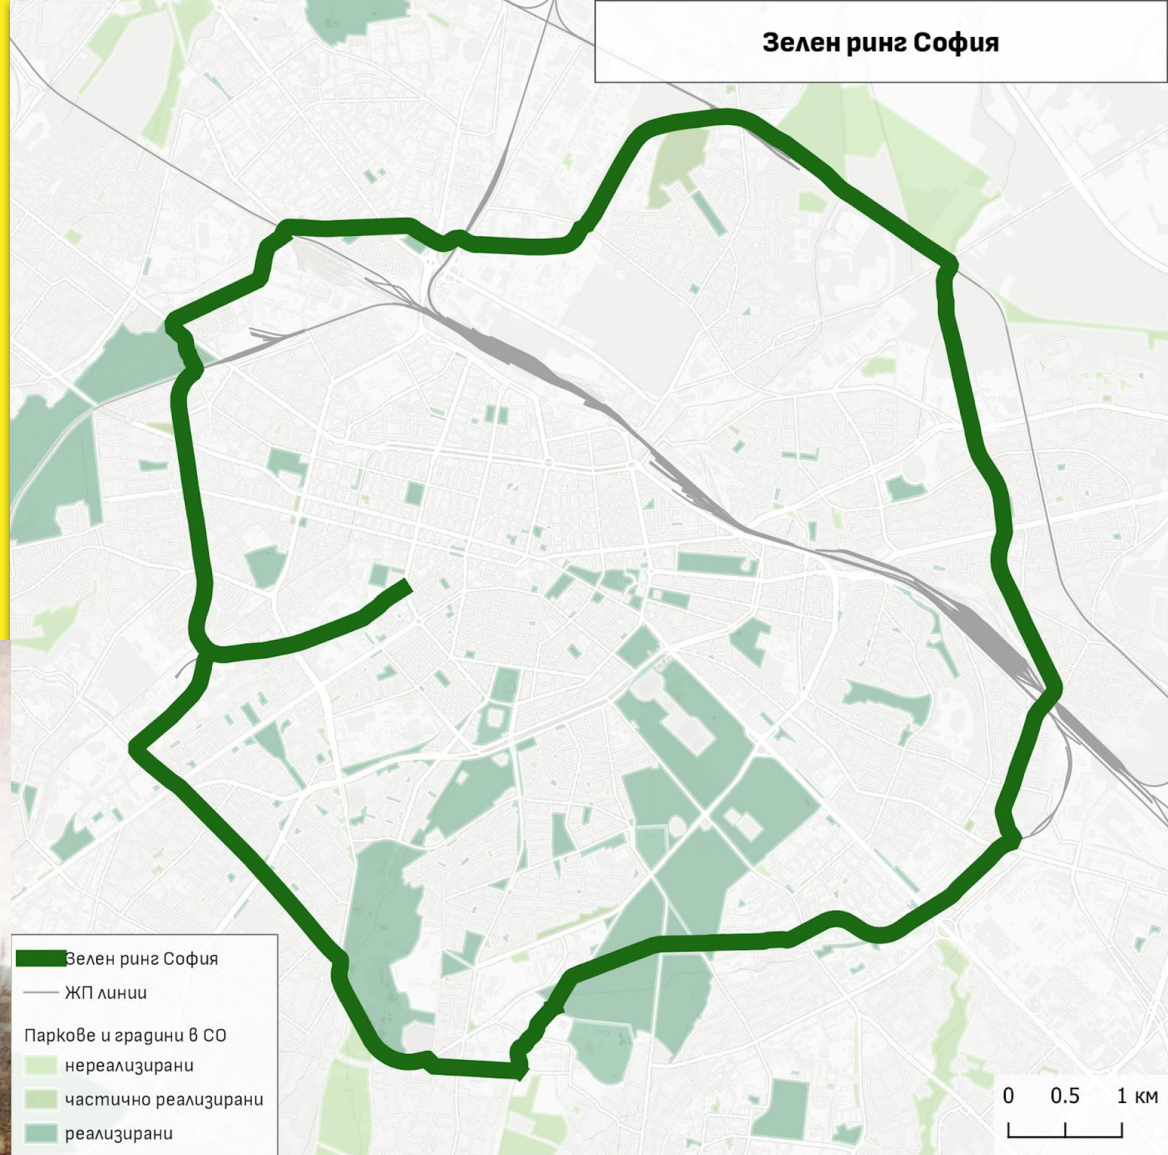 Зелен ринг София
Зелен ринг София
ЖП линии
Паркове и градини в СО
нереализирани
частично реализирани
реализирани
0 0.5 1 км